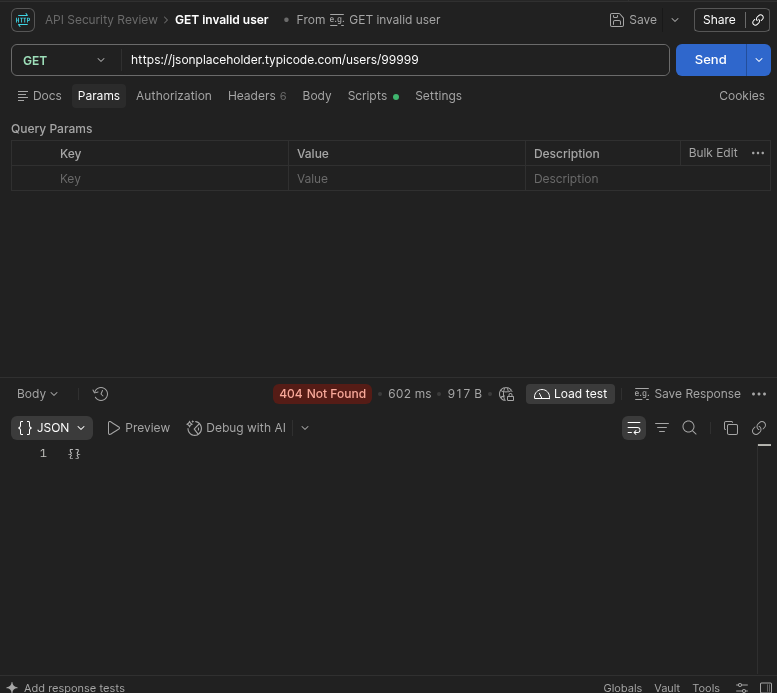 HTTP API Security Review > GET invalid user • From e.g. GET invalid user Save Share
GET https://jsonplaceholder.typicode.com/users/99999 Send
Docs Params Authorization Headers 6 Body Scripts Settings Cookies
Query Params
Key Value Description Bulk Edit ...
Key Value Description
Body 404 Not Found • 602 ms • 917 B • Load test e.g. Save Response ...
{} JSON Preview Debug with AI
1 {}
Add response tests Globals Vault Tools